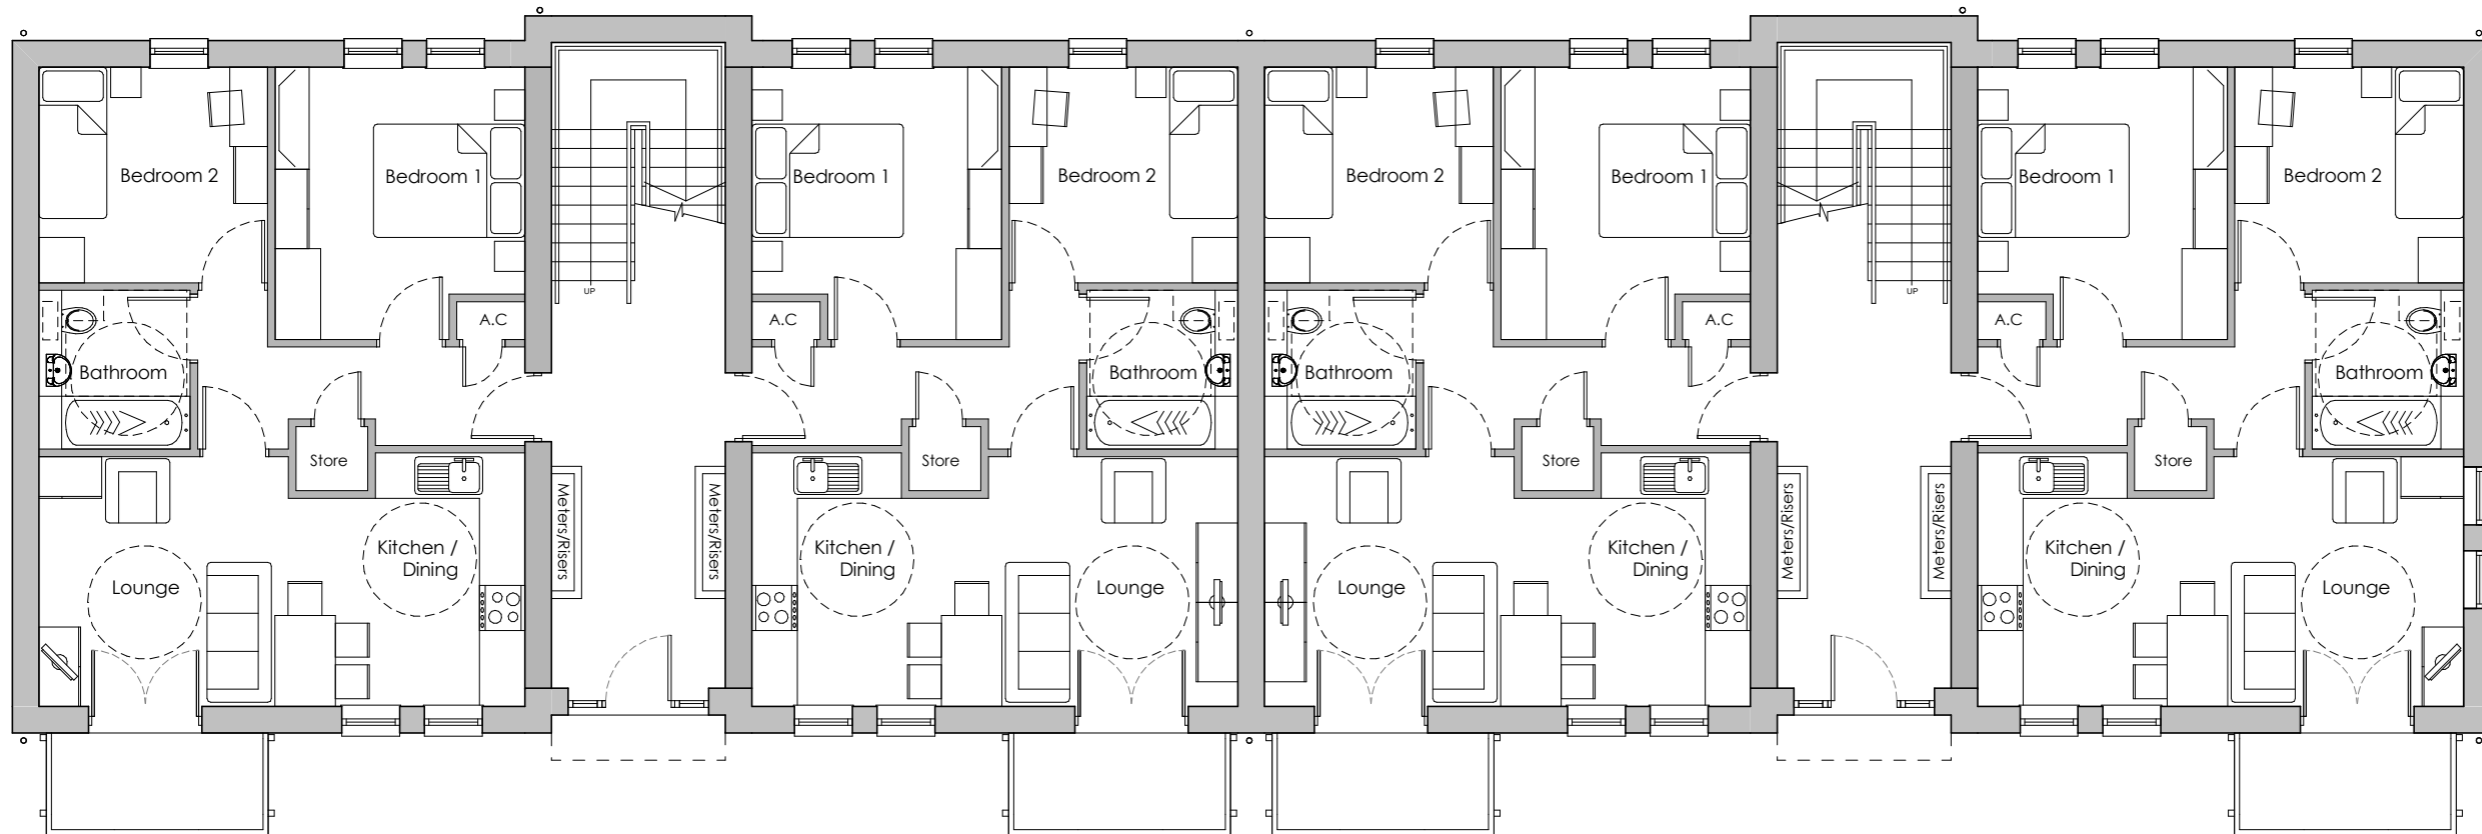 Bedroom 2
Bedroom 1
Bedroom 1
Bedroom 2
Bedroom 2
Bedroom 1
Bedroom 1
Bedroom 2
UP
UP
A.C
A.C
A.C
A.C
Bathroom
Bathroom
Bathroom
Bathroom
Store
Store
Store
Store
Meters/Risers
Meters/Risers
Meters/Risers
Meters/Risers
Lounge
Kitchen /
Dining
Kitchen /
Dining
Lounge
Lounge
Kitchen /
Dining
Kitchen /
Dining
Lounge